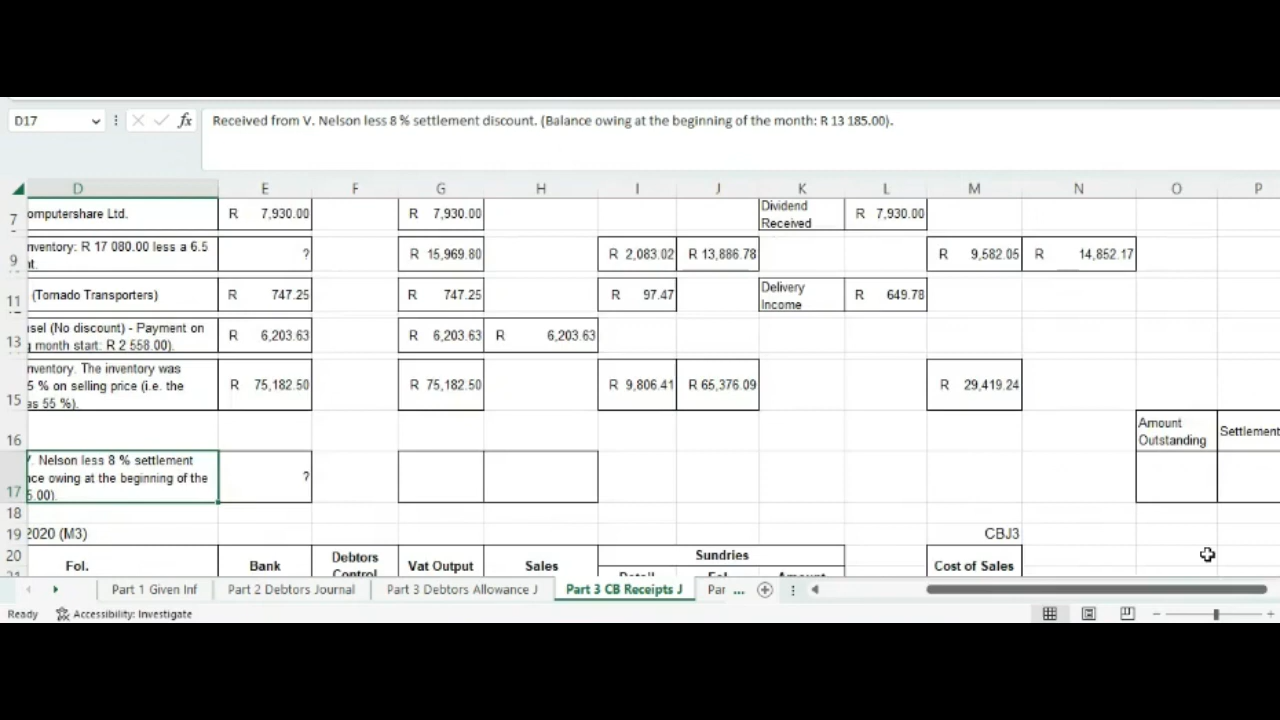 D17
fx
Received from V. Nelson less 8 % settlement discount. (Balance owing at the beginning of the month: R 13 185.00).
D E F G H I J K L M N O P
7 omputershare Ltd. R 7,930.00 R 7,930.00 Dividend Received R 7,930.00
9 nventory: R 17 080.00 less a 6.5 nt. ? R 15,969.80 R 2,083.02 R 13,886.78 R 9,582.05 R 14,852.17
11 (Tornado Transporters) R 747.25 R 747.25 R 97.47 Delivery Income R 649.78
13 sel (No discount) - Payment on g month start: R 2 558.00). R 6,203.63 R 6,203.63 R 6,203.63
15 nventory. The inventory was 5 % on selling price (i.e. the as 55 %). R 75,182.50 R 75,182.50 R 9,806.41 R 65,376.09 R 29,419.24
16 Amount Outstanding Settlement
17 V. Nelson less 8 % settlement nce owing at the beginning of the 5.00). ?
18
19 2020 (M3) CBJ3
20 Fol. Bank Debtors Control Vat Output Sales Sundries Cost of Sales
21 Detail Fol Amount
Part 1 Given Inf Part 2 Debtors Journal Part 3 Debtors Allowance J Part 3 CB Receipts J Par ...
Ready Accessibility: Investigate